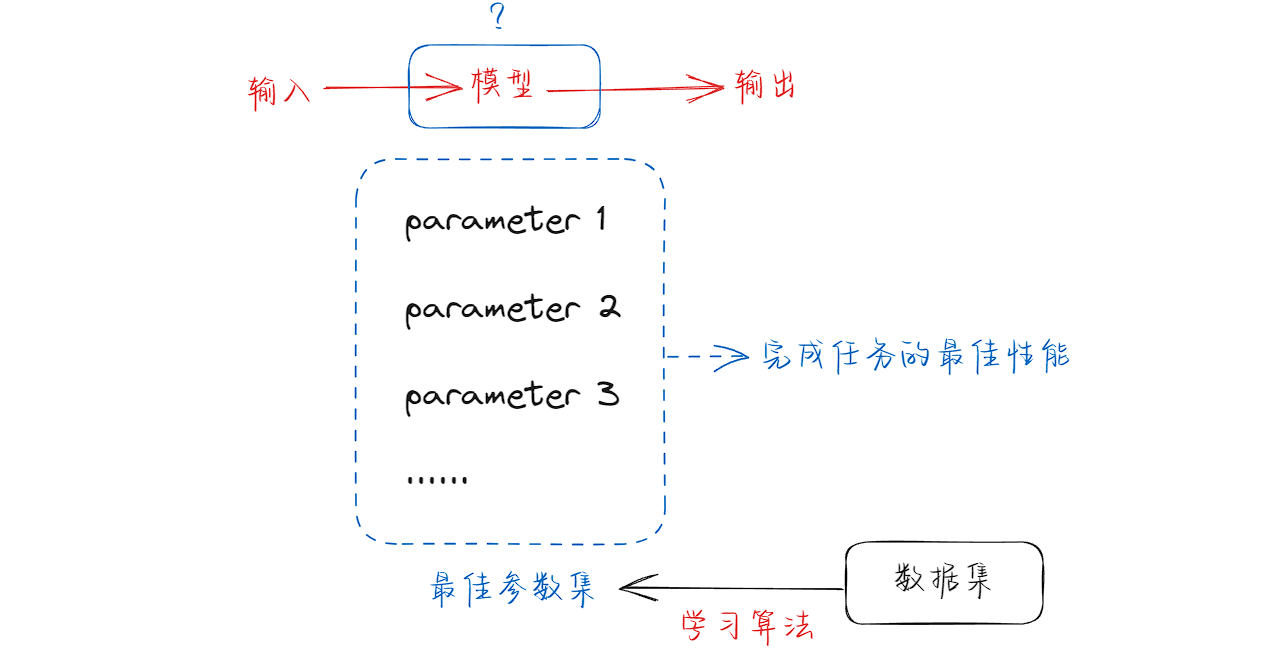 ?
输入 模型 输出
parameter 1
parameter 2
parameter 3
......
完成任务的最佳性能
最佳参数集
数据集
学习算法